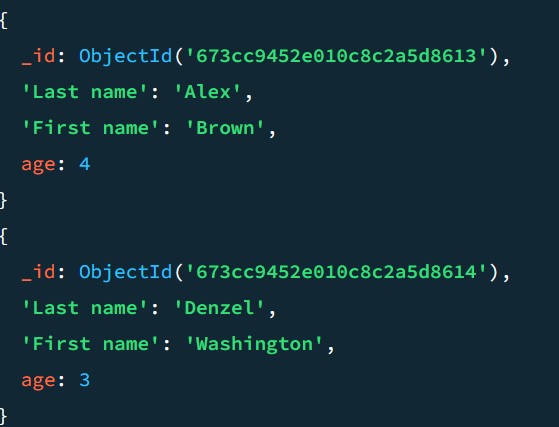 {
  _id: ObjectId('673cc9452e010c8c2a5d8613'),
  'Last name': 'Alex',
  'First name': 'Brown',
  age: 4
}
{
  _id: ObjectId('673cc9452e010c8c2a5d8614'),
  'Last name': 'Denzel',
  'First name': 'Washington',
  age: 3
}